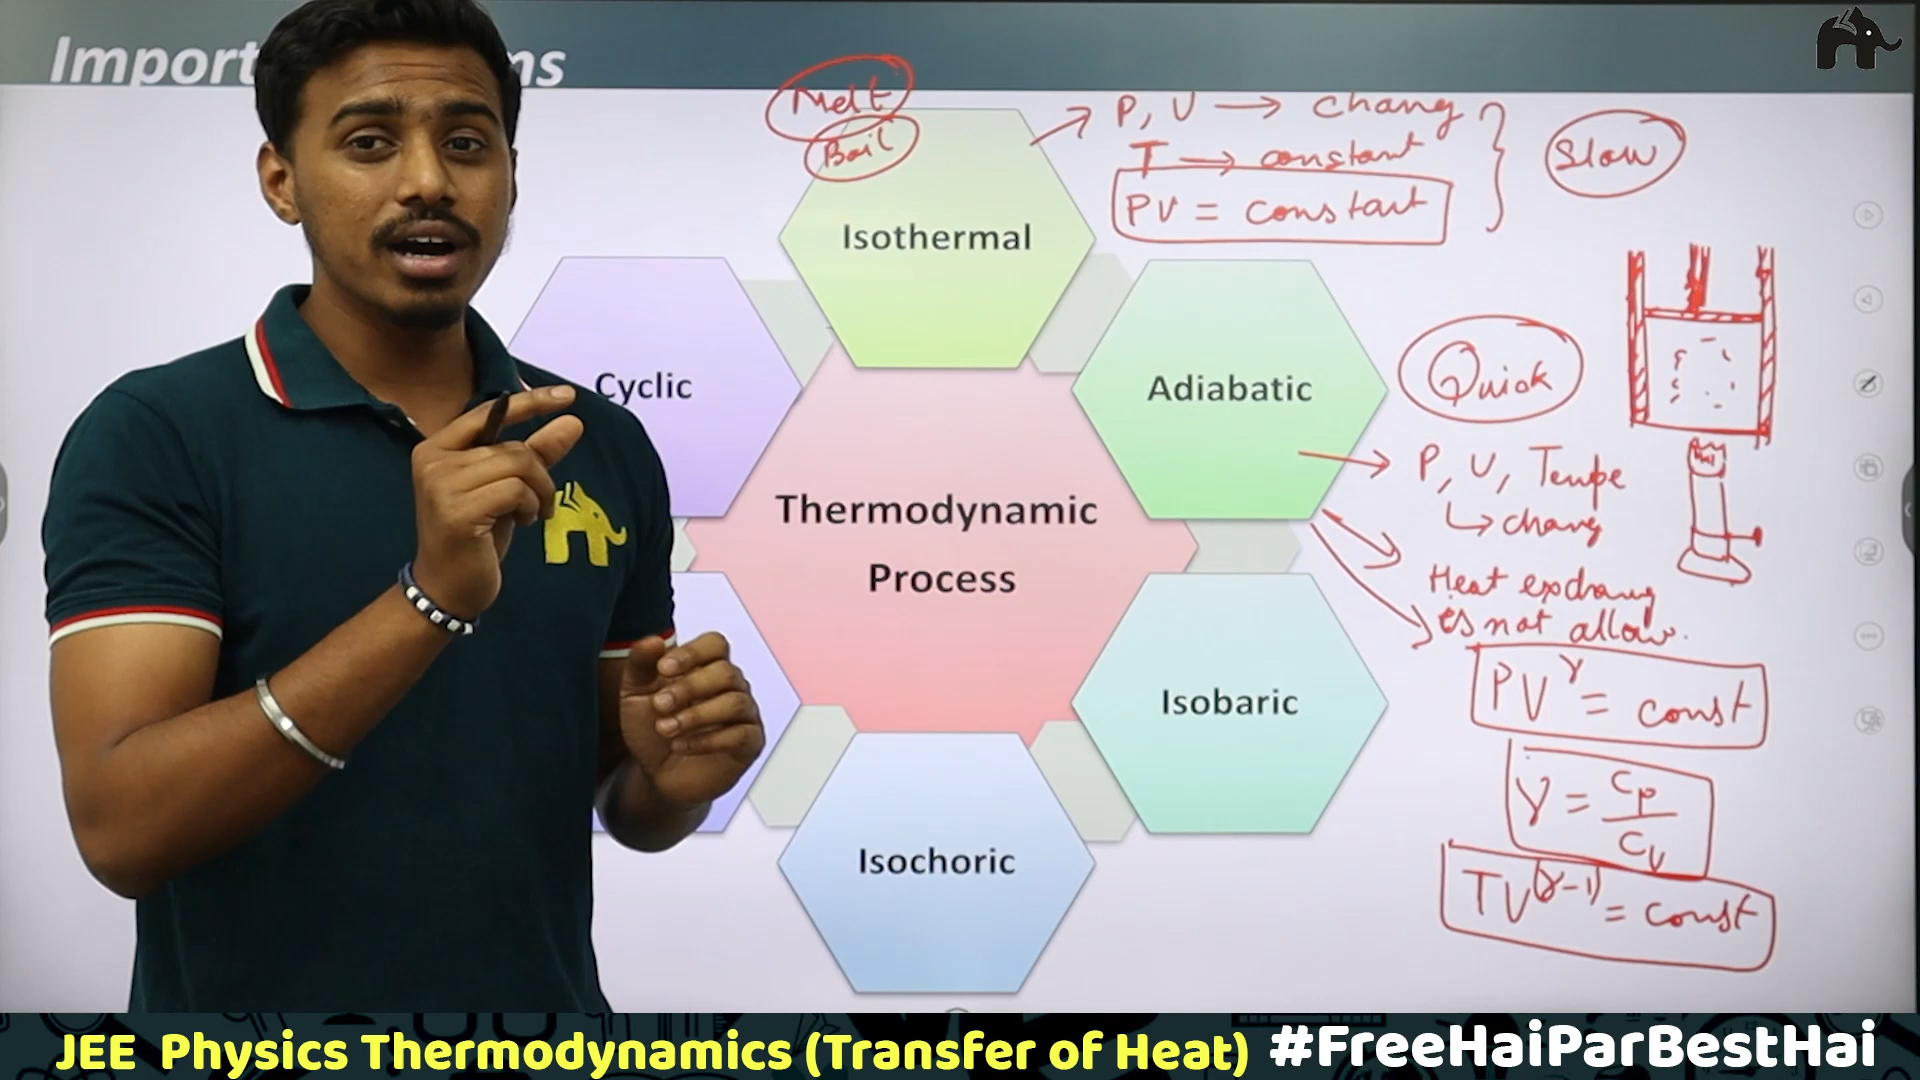 Import
ms
Melt
Boil
P, V → chang
T → constant
PV = constant
Slow
Isothermal
Cyclic
Adiabatic
Quick
P, V, Tempe
↳ chang
Thermodynamic
Process
Heat exchang
is not allow.
PV^γ = const
Isobaric
γ = Cp/Cv
Isochoric
TV^(γ-1) = const
JEE Physics Thermodynamics (Transfer of Heat) #FreeHaiParBestHai